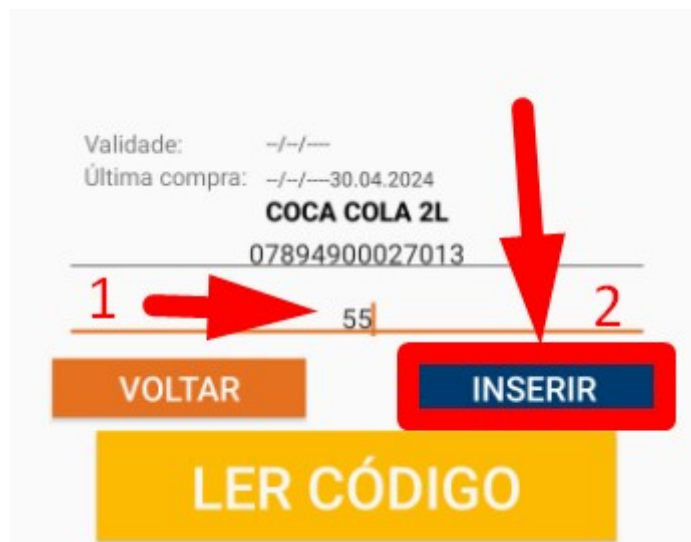 Validade: --/--/----
Última compra: --/--/----30.04.2024
COCA COLA 2L
07894900027013
1 55 2
VOLTAR INSERIR
LER CÓDIGO